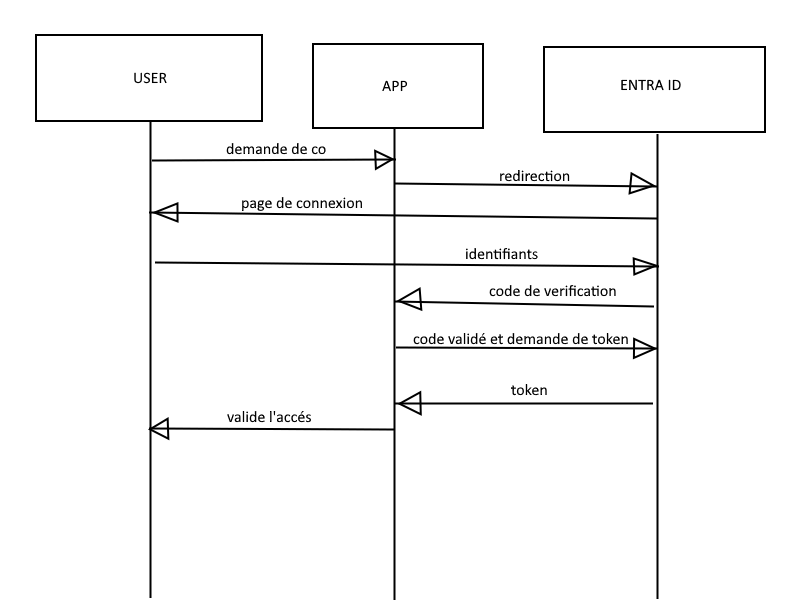 USER
APP
ENTRA ID
demande de co
redirection
page de connexion
identifiants
code de verification
code validé et demande de token
token
valide l'accés